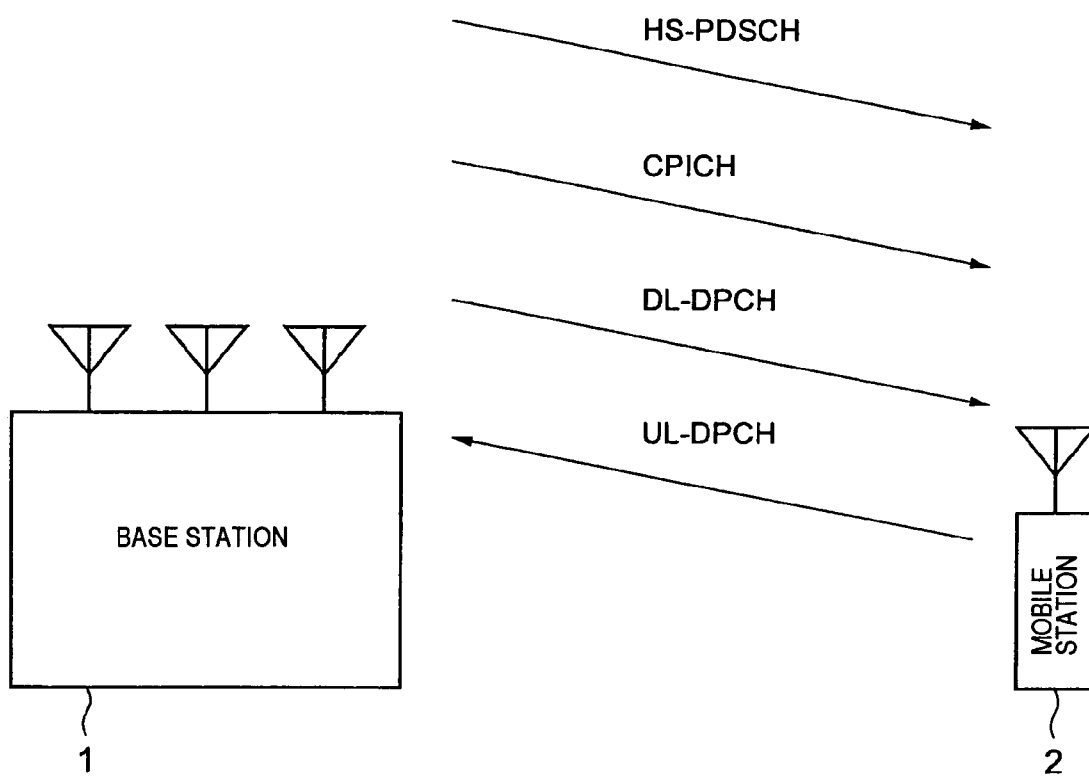 HS-PDSCH
CPICH
DL-DPCH
UL-DPCH
BASE STATION
MOBILE
STATION
1
2